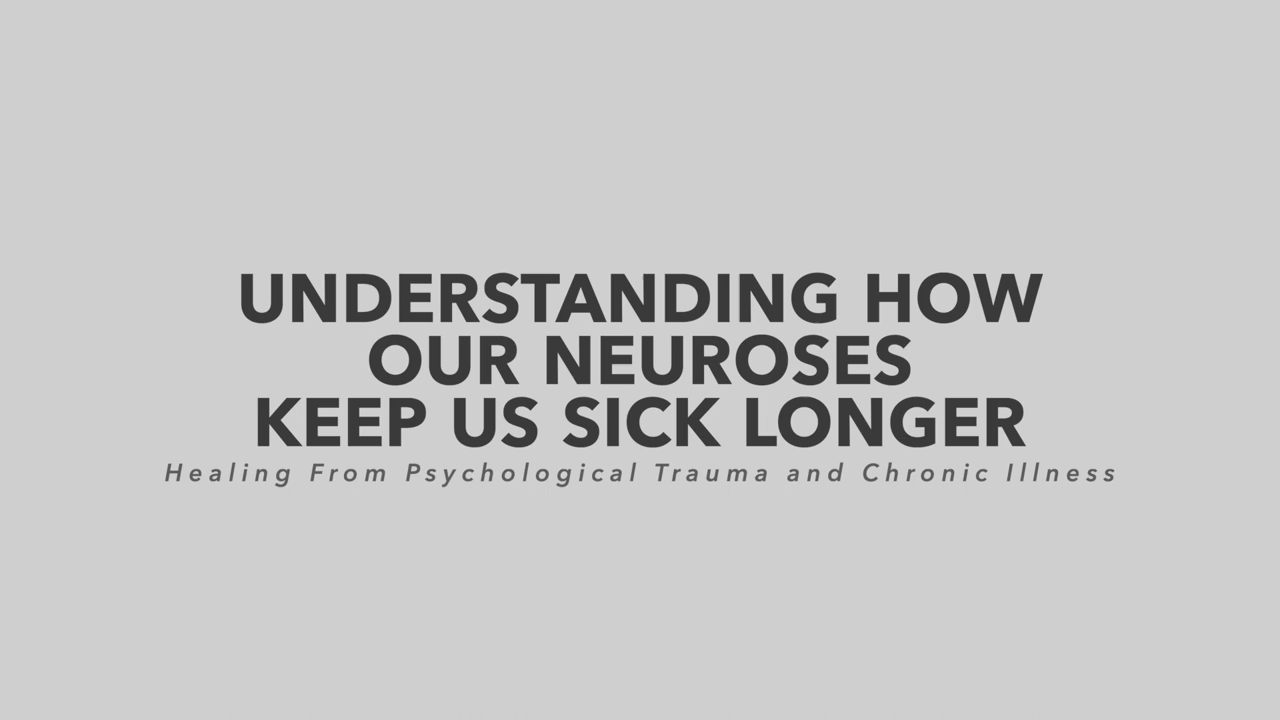 UNDERSTANDING HOW
OUR NEUROSES
KEEP US SICK LONGER
Healing From Psychological Trauma and Chronic Illness